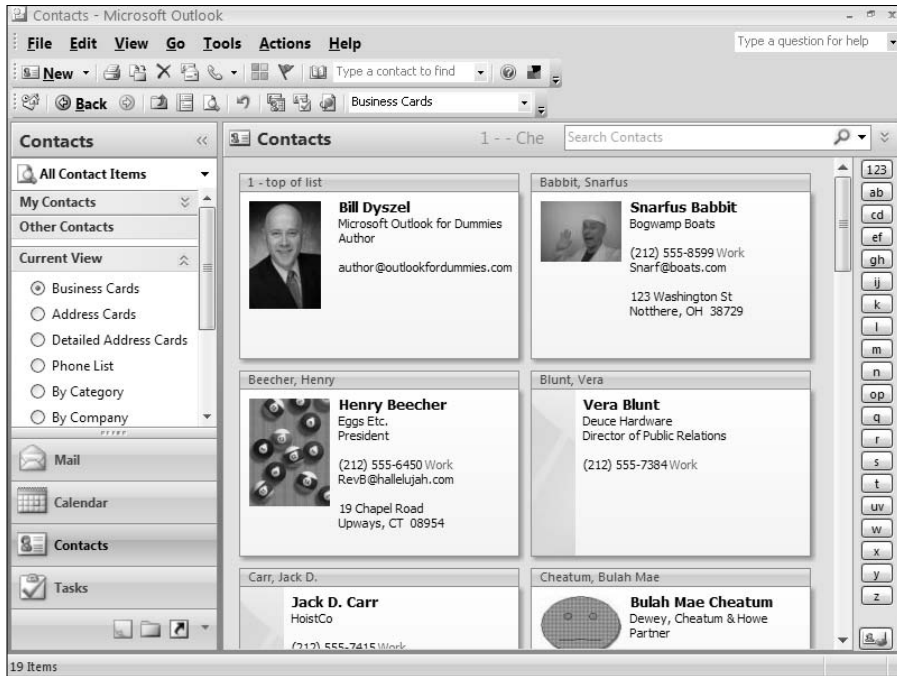 Contacts - Microsoft Outlook
File Edit View Go Tools Actions Help
Type a question for help
New
Type a contact to find
Back
Business Cards
Contacts
All Contact Items
My Contacts
Other Contacts
Current View
Business Cards
Address Cards
Detailed Address Cards
Phone List
By Category
By Company
Mail
Calendar
Contacts
Tasks
Contacts 1 - - Che Search Contacts
1 - top of list
Bill Dyszel
Microsoft Outlook for Dummies
Author
author@outlookfordummies.com
Babbit, Snarfus
Snarfus Babbit
Bogwamp Boats
(212) 555-8599 Work
Snarf@boats.com
123 Washington St
Notthere, OH 38729
Beecher, Henry
Henry Beecher
Eggs Etc.
President
(212) 555-6450 Work
RevB@hallelujah.com
19 Chapel Road
Upways, CT 08954
Blunt, Vera
Vera Blunt
Deuce Hardware
Director of Public Relations
(212) 555-7384 Work
Carr, Jack D.
Jack D. Carr
HoistCo
(212) 555-7415 Work
Cheatum, Bulah Mae
Bulah Mae Cheatum
Dewey, Cheatum & Howe
Partner
123
ab
cd
ef
gh
ij
k
l
m
n
op
q
r
s
t
uv
w
x
y
z
19 Items